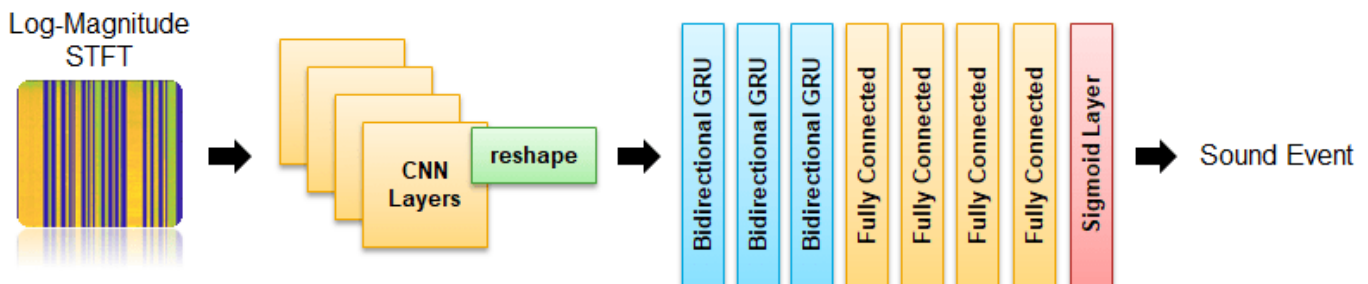 Log-Magnitude
STFT
CNN
Layers
reshape
Bidirectional GRU
Bidirectional GRU
Bidirectional GRU
Fully Connected
Fully Connected
Fully Connected
Fully Connected
Sigmoid Layer
Sound Event